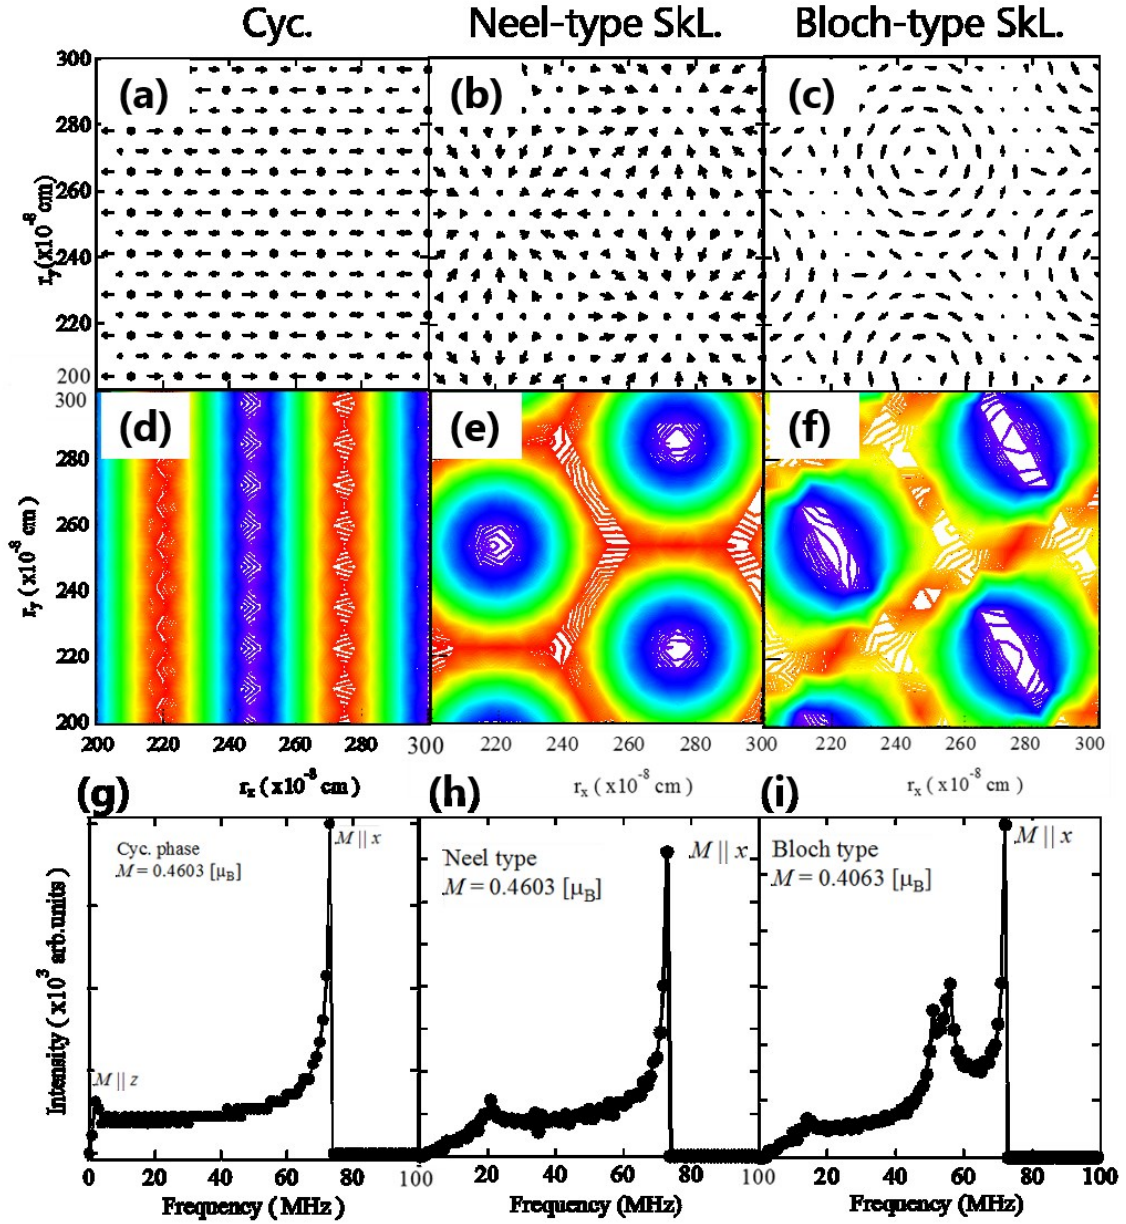 Cyc.
Neel-type SkL.
Bloch-type SkL.
(a)
(b)
(c)
300
280
260
240
220
200
r_y (x10^-8 cm)
(d)
(e)
(f)
300
280
260
240
220
200
r_y (x10^-8 cm)
200 220 240 260 280 300 220 240 260 280 300 220 240 260 280 300
(g)
(h)
(i)
r_x (x10^-8 cm)
r_x (x10^-8 cm)
r_x (x10^-8 cm)
Cyc. phase
M = 0.4603 [μ_B]
M || x
M || z
Neel type
M = 0.4603 [μ_B]
M || x
Bloch type
M = 0.4063 [μ_B]
M || x
Intensity (x10^3 arb.units)
0 20 40 60 80 100 20 40 60 80 100 20 40 60 80 100
Frequency (MHz)
Frequency (MHz)
Frequency (MHz)